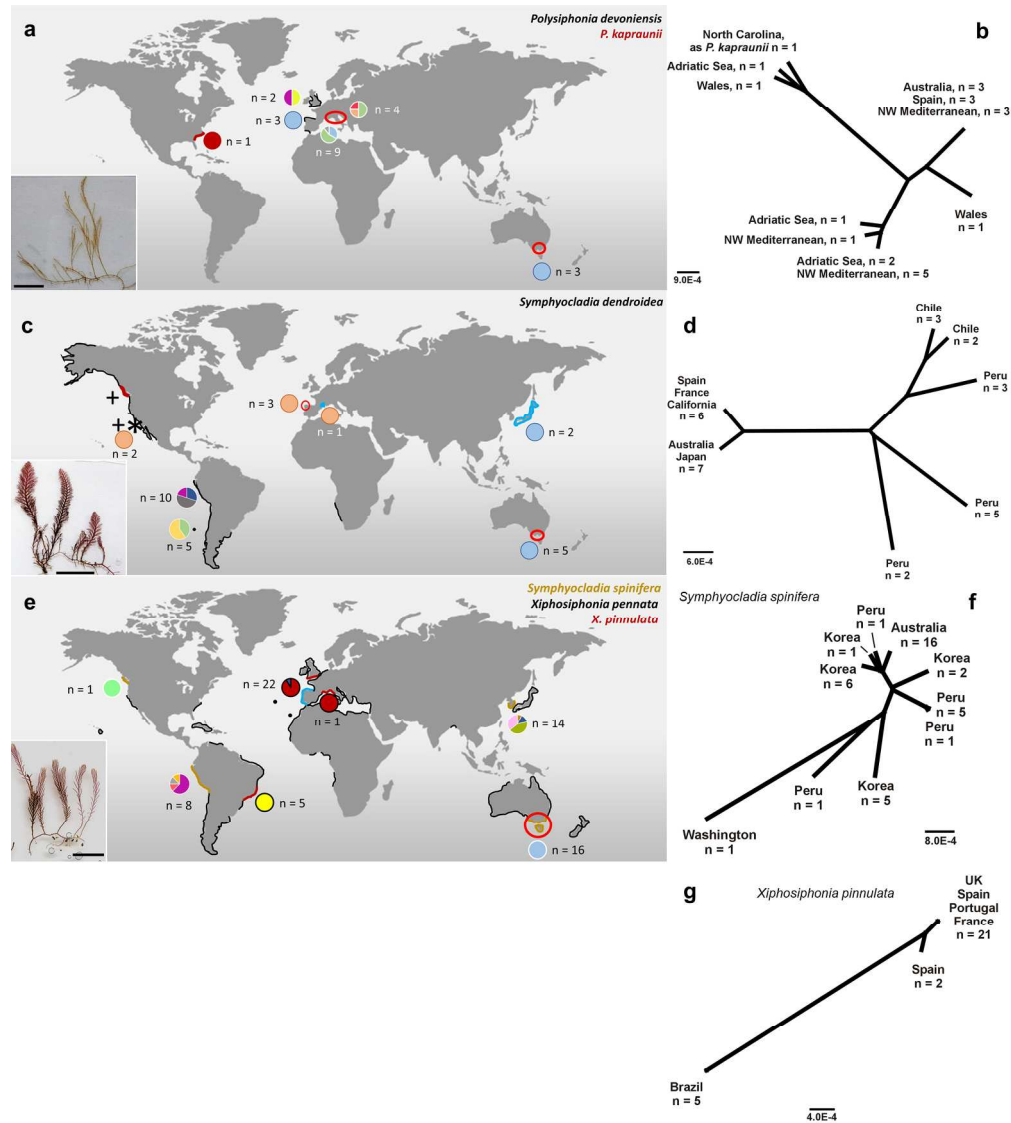 a
Polysiphonia devoniensis
P. kapraunii
n = 2
n = 4
n = 3
n = 9
n = 1
n = 3
b
North Carolina,
as P. kapraunii n = 1
Adriatic Sea, n = 1
Wales, n = 1
Australia, n = 3
Spain, n = 3
NW Mediterranean, n = 3
Adriatic Sea, n = 1
NW Mediterranean, n = 1
Wales
n = 1
Adriatic Sea, n = 2
NW Mediterranean, n = 5
9.0E-4
c
Symphyocladia dendroidea
+
+*
n = 2
n = 3
n = 1
n = 2
n = 10
n = 5
n = 5
d
Chile
n = 3
Chile
n = 2
Peru
n = 3
Spain
France
California
n = 6
Australia
Japan
n = 7
Peru
n = 5
Peru
n = 2
6.0E-4
e
Symphyocladia spinifera
Xiphosiphonia pennata
X. pinnulata
n = 1
n = 22
n = 1
n = 14
n = 8
n = 5
n = 16
Symphyocladia spinifera
f
Peru
n = 1
Australia
n = 16
Korea
n = 1
Korea
n = 6
Korea
n = 2
Peru
n = 5
Peru
n = 1
Peru
n = 1
Korea
n = 5
Washington
n = 1
8.0E-4
g
Xiphosiphonia pinnulata
UK
Spain
Portugal
France
n = 21
Spain
n = 2
Brazil
n = 5
4.0E-4